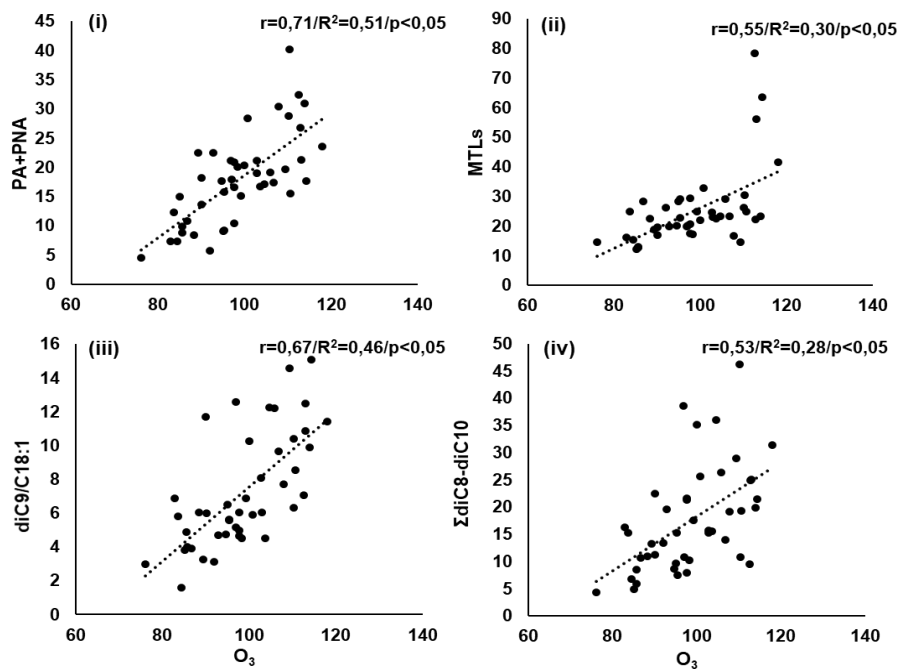 (i)
r=0,71/R²=0,51/p<0,05
PA+PNA
45
40
35
30
25
20
15
10
5
0
60 80 100 120 140
(ii)
r=0,55/R²=0,30/p<0,05
MTLs
90
80
70
60
50
40
30
20
10
0
60 80 100 120 140
(iii)
r=0,67/R²=0,46/p<0,05
diC9/C18:1
16
14
12
10
8
6
4
2
0
60 80 100 120 140
O₃
(iv)
r=0,53/R²=0,28/p<0,05
ΣdiC8-diC10
50
45
40
35
30
25
20
15
10
5
0
60 80 100 120 140
O₃